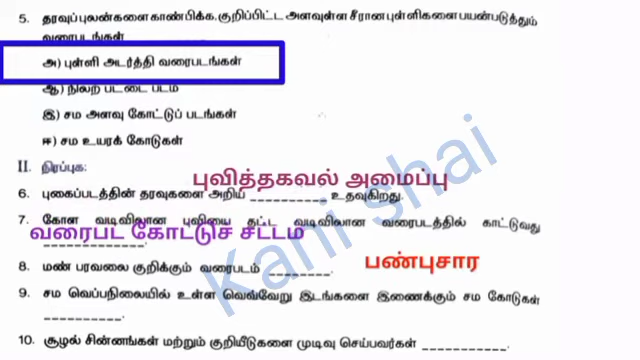 5. தரவுப்புலன்களை காண்பிக்க, குறிப்பிட்ட அளவுள்ள சீரான புள்ளிகளை பயன்படுத்தும்
வரைபடங்கள்
அ) புள்ளி அடர்த்தி வரைபடங்கள்
ஆ) நிலற் பட்டை படம்
இ) சம அளவு கோட்டுப் படங்கள்
ஈ) சம உயரக் கோடுகள்
II. நிரப்புக:
புவித்தகவல் அமைப்பு
6. புகைப்படத்தின் தரவுகளை அறிய __________ உதவுகிறது.
7. கோள வடிவிலான புவியை தட்ட வடிவிலான வரைபடத்தில் காட்டுவது
வரைபட கோட்டுச் சட்டம்
_____________.
பண்புசார
8. மண் பரவலை குறிக்கும் வரைபடம் ________.
9. சம வெப்பநிலையில் உள்ள வெவ்வேறு இடங்களை இணைக்கும் சம கோடுகள்
__________.
10. சூழல் சின்னங்கள் மற்றும் குறியீடுகளை முடிவு செய்பவர்கள் ___________.
Kani shai